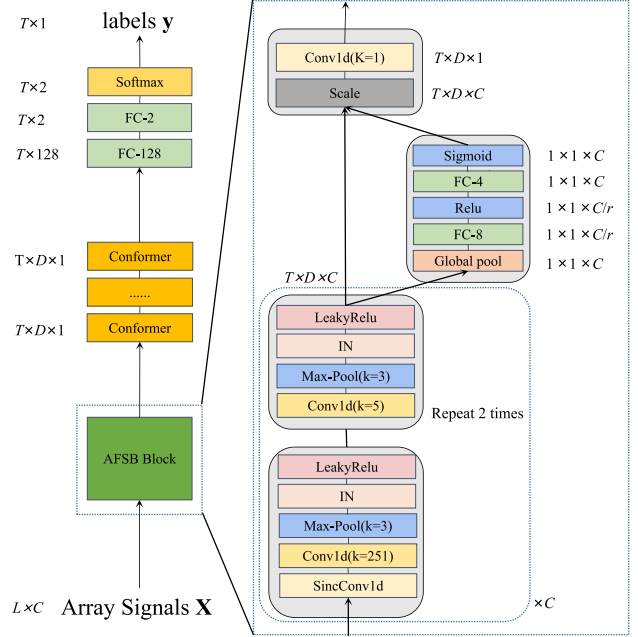 T×1
labels y
T×2
Softmax
T×2
FC-2
T×128
FC-128
T×D×1
Conformer
......
T×D×1
Conformer
AFSB Block
L×C
Array Signals X
Conv1d(K=1)
T×D×1
Scale
T×D×C
Sigmoid
1×1×C
FC-4
1×1×C
Relu
1×1×C/r
FC-8
1×1×C/r
Global pool
1×1×C
T×D×C
LeakyRelu
IN
Max-Pool(k=3)
Conv1d(k=5)
Repeat 2 times
LeakyRelu
IN
Max-Pool(k=3)
Conv1d(k=251)
SincConv1d
×C